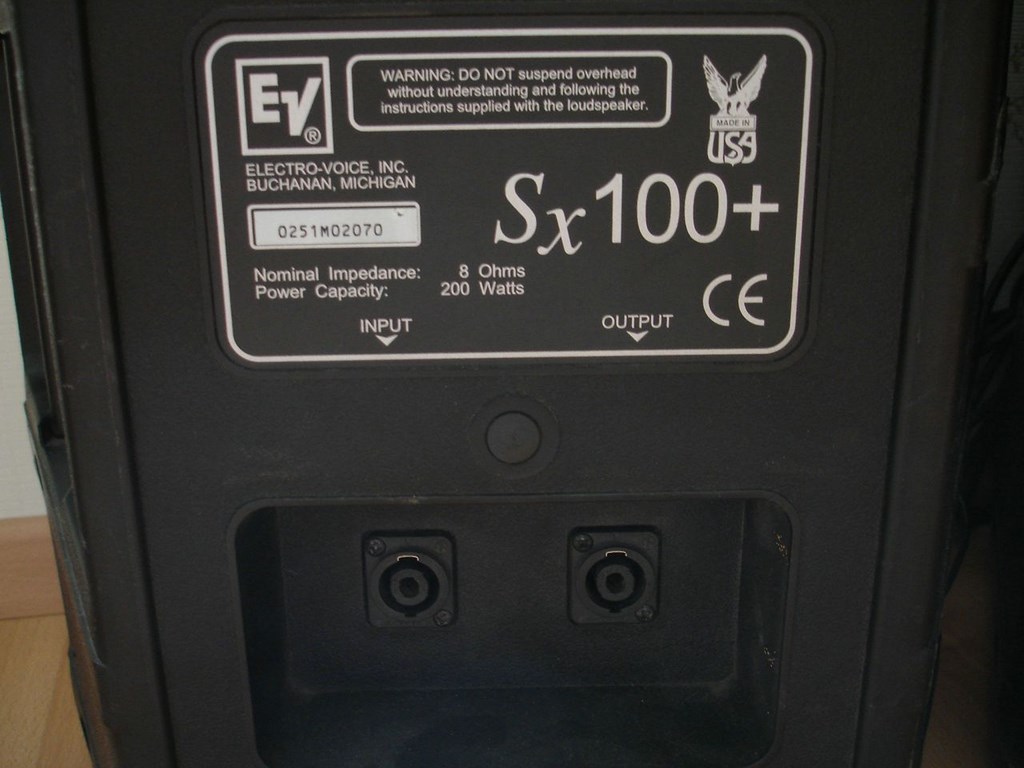 EV®
WARNING: DO NOT suspend overhead
without understanding and following the
instructions supplied with the loudspeaker.
MADE IN
USA
ELECTRO-VOICE, INC.
BUCHANAN, MICHIGAN
Sx100+
0251M02070
Nominal Impedance: 8 Ohms
Power Capacity: 200 Watts
CE
INPUT
OUTPUT